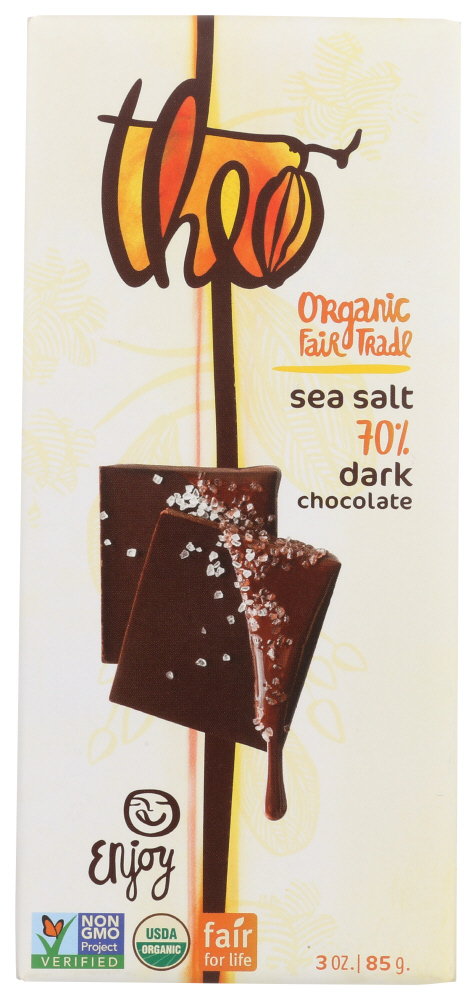 theo
Organic
Fair Trade
sea salt
70%
dark
chocolate
Enjoy
NON
GMO
Project
VERIFIED
USDA
ORGANIC
fair
for life
3 OZ. | 85 g.